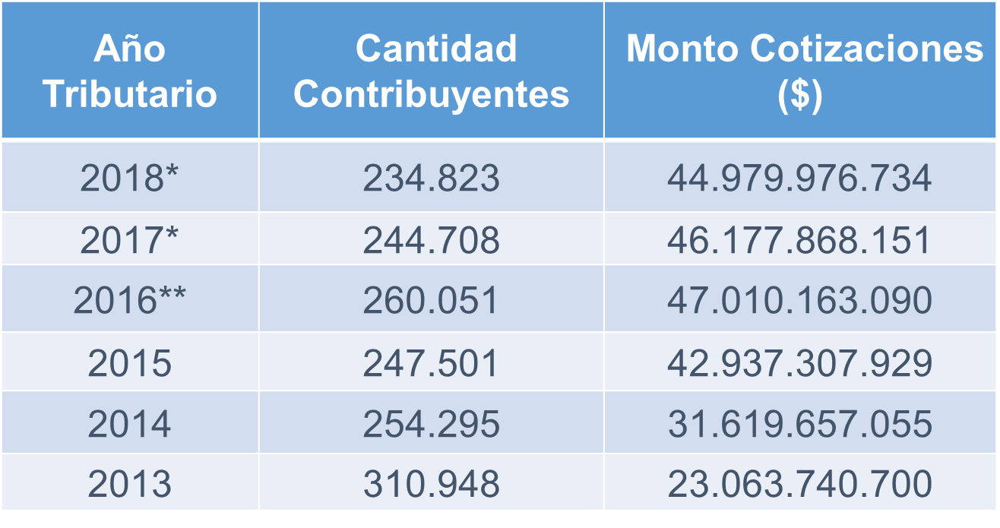 Año Tributario Cantidad Contribuyentes Monto Cotizaciones ($)
2018* 234.823 44.979.976.734
2017* 244.708 46.177.868.151
2016** 260.051 47.010.163.090
2015 247.501 42.937.307.929
2014 254.295 31.619.657.055
2013 310.948 23.063.740.700